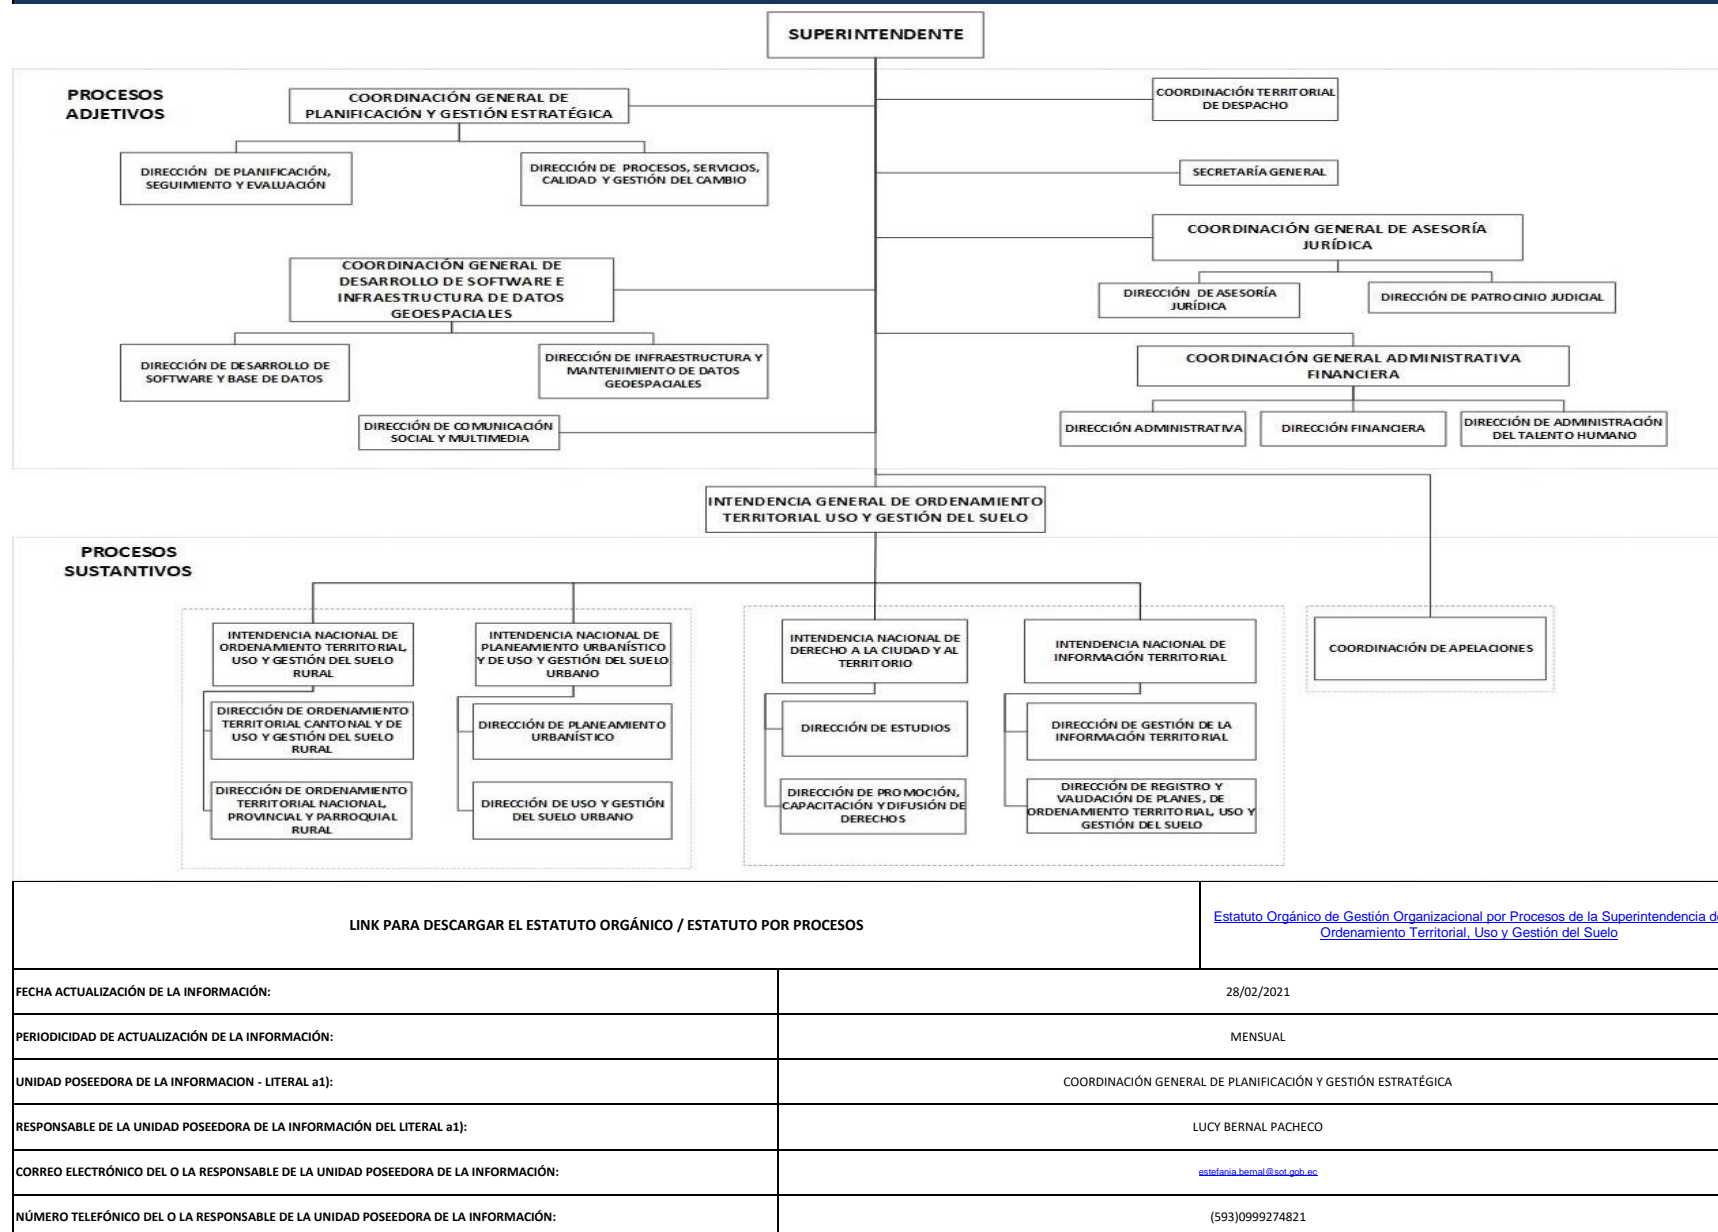 SUPERINTENDENTE
PROCESOS
ADJETIVOS
COORDINACIÓN GENERAL DE
PLANIFICACIÓN Y GESTIÓN ESTRATÉGICA
COORDINACIÓN TERRITORIAL
DE DESPACHO
DIRECCIÓN DE PLANIFICACIÓN,
SEGUIMIENTO Y EVALUACIÓN
DIRECCIÓN DE PROCESOS, SERVICIOS,
CALIDAD Y GESTIÓN DEL CAMBIO
SECRETARÍA GENERAL
COORDINACIÓN GENERAL DE ASESORÍA
JURÍDICA
COORDINACIÓN GENERAL DE
DESARROLLO DE SOFTWARE E
INFRAESTRUCTURA DE DATOS
GEOESPACIALES
DIRECCIÓN DE ASESORÍA
JURÍDICA
DIRECCIÓN DE PATROCINIO JUDICIAL
DIRECCIÓN DE DESARROLLO DE
SOFTWARE Y BASE DE DATOS
DIRECCIÓN DE INFRAESTRUCTURA Y
MANTENIMIENTO DE DATOS
GEOESPACIALES
COORDINACIÓN GENERAL ADMINISTRATIVA
FINANCIERA
DIRECCIÓN DE COMUNICACIÓN
SOCIAL Y MULTIMEDIA
DIRECCIÓN ADMINISTRATIVA
DIRECCIÓN FINANCIERA
DIRECCIÓN DE ADMINISTRACIÓN
DEL TALENTO HUMANO
INTENDENCIA GENERAL DE ORDENAMIENTO
TERRITORIAL USO Y GESTIÓN DEL SUELO
PROCESOS
SUSTANTIVOS
INTENDENCIA NACIONAL DE
ORDENAMIENTO TERRITORIAL,
USO Y GESTIÓN DEL SUELO
RURAL
INTENDENCIA NACIONAL DE
PLANEAMIENTO URBANÍSTICO
Y DE USO Y GESTIÓN DEL SUELO
URBANO
INTENDENCIA NACIONAL DE
DERECHO A LA CIUDAD Y AL
TERRITORIO
INTENDENCIA NACIONAL DE
INFORMACIÓN TERRITORIAL
COORDINACIÓN DE APELACIONES
DIRECCIÓN DE ORDENAMIENTO
TERRITORIAL CANTONAL Y DE
USO Y GESTIÓN DEL SUELO
RURAL
DIRECCIÓN DE PLANEAMIENTO
URBANÍSTICO
DIRECCIÓN DE ESTUDIOS
DIRECCIÓN DE GESTIÓN DE LA
INFORMACIÓN TERRITORIAL
DIRECCIÓN DE ORDENAMIENTO
TERRITORIAL NACIONAL,
PROVINCIAL Y PARROQUIAL
RURAL
DIRECCIÓN DE USO Y GESTIÓN
DEL SUELO URBANO
DIRECCIÓN DE PROMOCIÓN,
CAPACITACIÓN Y DIFUSIÓN DE
DERECHOS
DIRECCIÓN DE REGISTRO Y
VALIDACIÓN DE PLANES, DE
ORDENAMIENTO TERRITORIAL, USO Y
GESTIÓN DEL SUELO
LINK PARA DESCARGAR EL ESTATUTO ORGÁNICO / ESTATUTO POR PROCESOS
Estatuto Orgánico de Gestión Organizacional por Procesos de la Superintendencia de
Ordenamiento Territorial, Uso y Gestión del Suelo
FECHA ACTUALIZACIÓN DE LA INFORMACIÓN:
28/02/2021
PERIODICIDAD DE ACTUALIZACIÓN DE LA INFORMACIÓN:
MENSUAL
UNIDAD POSEEDORA DE LA INFORMACION - LITERAL a1):
COORDINACIÓN GENERAL DE PLANIFICACIÓN Y GESTIÓN ESTRATÉGICA
RESPONSABLE DE LA UNIDAD POSEEDORA DE LA INFORMACIÓN DEL LITERAL a1):
LUCY BERNAL PACHECO
CORREO ELECTRÓNICO DEL O LA RESPONSABLE DE LA UNIDAD POSEEDORA DE LA INFORMACIÓN:
estefania.bernal@sot.gob.ec
NÚMERO TELEFÓNICO DEL O LA RESPONSABLE DE LA UNIDAD POSEEDORA DE LA INFORMACIÓN:
(593)0999274821